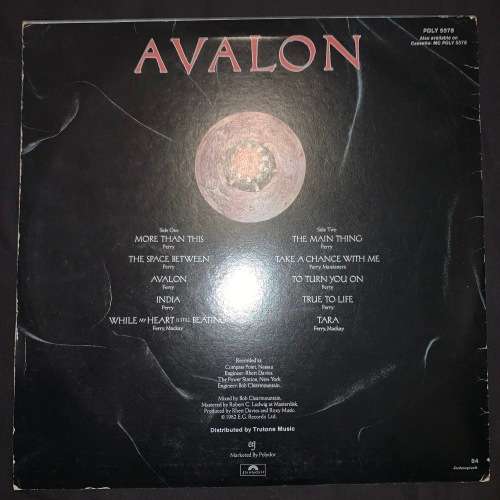 AVALON
POLY 5575
Also available on
Cassette: MC POLY 5575
Side One
MORE THAN THIS
Ferry
THE SPACE BETWEEN
Ferry
AVALON
Ferry
INDIA
Ferry
WHILE MY HEART IS STILL BEATING
Ferry, Mackay
Side Two
THE MAIN THING
Ferry
TAKE A CHANCE WITH ME
Ferry, Manzanera
TO TURN YOU ON
Ferry
TRUE TO LIFE
Ferry
TARA
Ferry, Mackay
Recorded at:
Compass Point, Nassau
Engineer: Rhett Davies.
The Power Station, New York
Engineer: Bob Clearmountain.
Mixed by Bob Clearmountain.
Mastered by Robert C. Ludwig at Masterdisk.
Produced by Rhett Davies and Roxy Music.
© 1982 E.G. Records Ltd.
Distributed by Trutone Music
eg
Marketed By Polydor
polydor